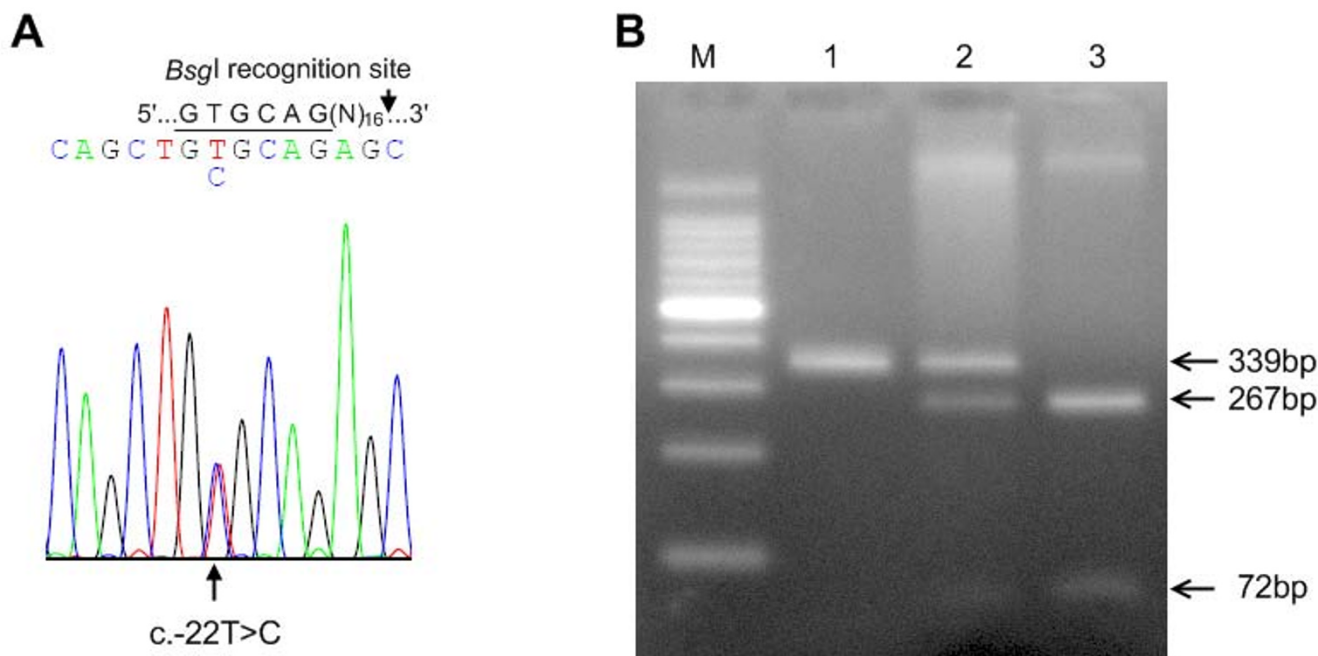 A
BsgI recognition site
5'...GTGCAG(N)16...3'
CAGCTGTGCAGAGC
C
c.-22T>C
B
M 1 2 3
339bp
267bp
72bp